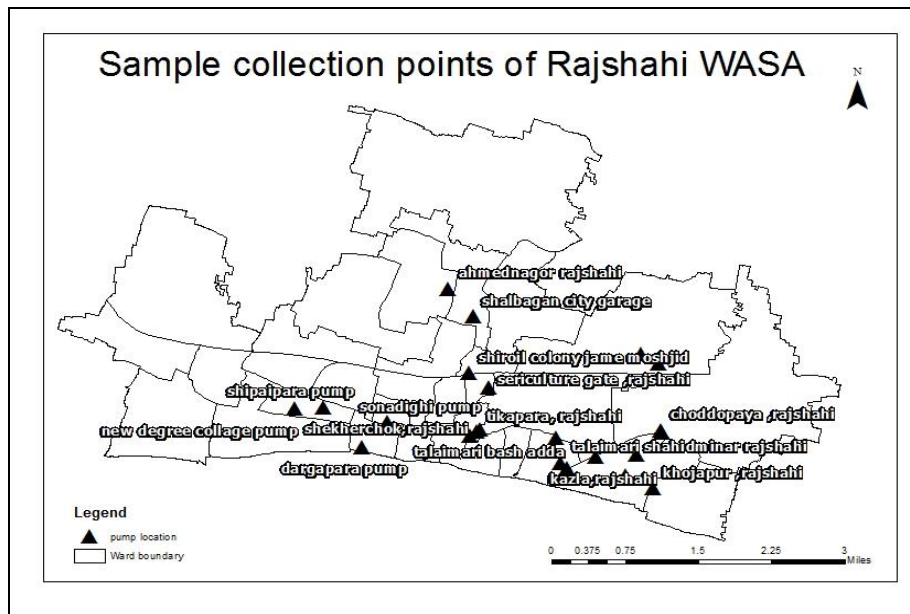 Sample collection points of Rajshahi WASA
N
ahmednagor rajshahi
shalbagan city garage
shiroil colony jame moshjid
sericulture gate ,rajshahi
shipaipara pump
sonadighi pump
tikapara, rajshahi
choddopaya ,rajshahi
new degree collage pump
shekherchok,rajshahi
talaimari bash adda
talaimari shahidminar rajshahi
dargapara pump
kazla,rajshahi
khojapur ,rajshahi
Legend
pump location
Ward boundary
0 0.375 0.75 1.5 2.25 3
Miles